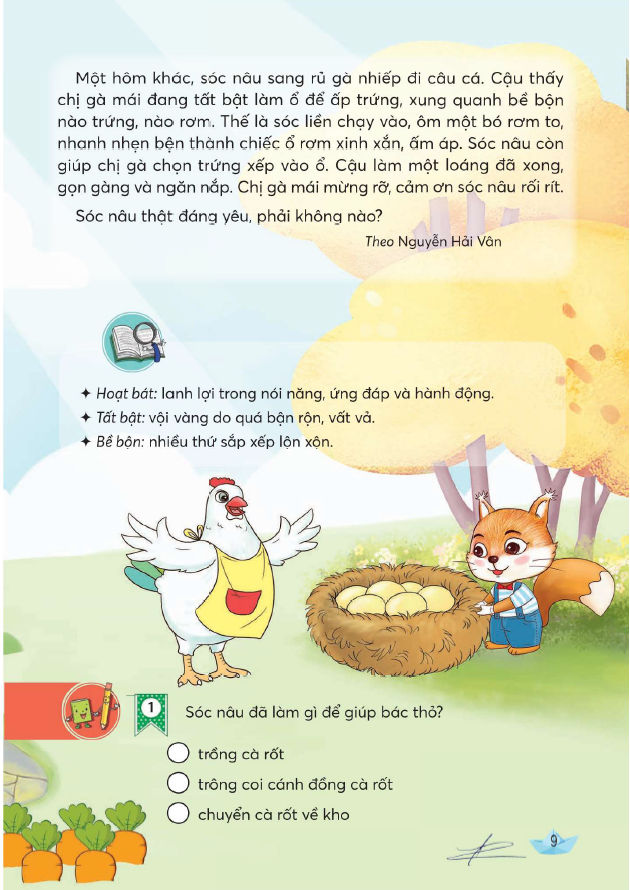 Một hôm khác, sóc nâu sang rủ gà nhiếp đi câu cá. Cậu thấy
chị gà mái đang tất bật làm ổ để ấp trứng, xung quanh bề bộn
nào trứng, nào rơm. Thế là sóc liền chạy vào, ôm một bó rơm to,
nhanh nhẹn bện thành chiếc ổ rơm xinh xắn, ấm áp. Sóc nâu còn
giúp chị gà chọn trứng xếp vào ổ. Cậu làm một loáng đã xong,
gọn gàng và ngăn nắp. Chị gà mái mừng rỡ, cảm ơn sóc nâu rối rít.
Sóc nâu thật đáng yêu, phải không nào?
Theo Nguyễn Hải Vân
✦ Hoạt bát: lanh lợi trong nói năng, ứng đáp và hành động.
✦ Tất bật: vội vàng do quá bận rộn, vất vả.
✦ Bề bộn: nhiều thứ sắp xếp lộn xộn.
1 Sóc nâu đã làm gì để giúp bác thỏ?
trồng cà rốt
trông coi cánh đồng cà rốt
chuyển cà rốt về kho
9